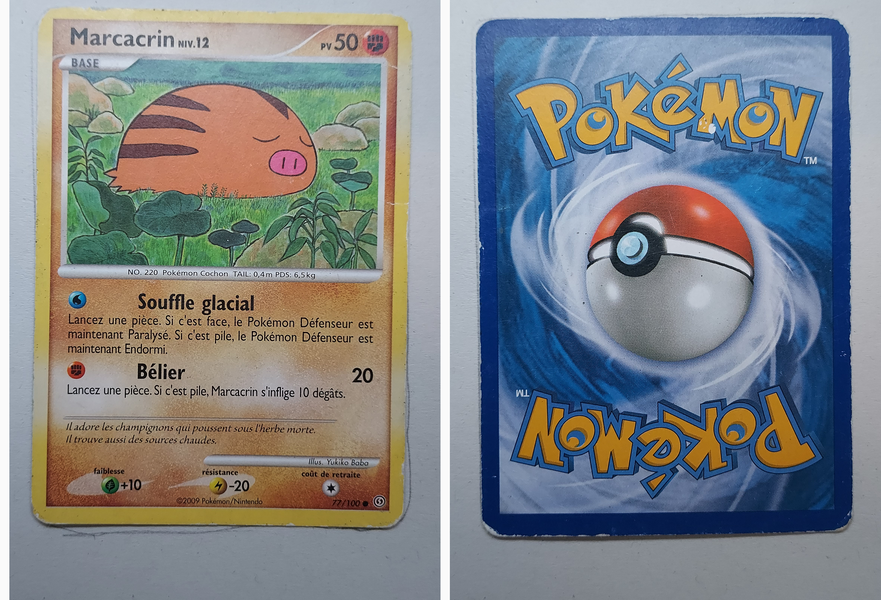 Marcacrin NIV.12
PV 50
BASE
NO. 220 Pokémon Cochon TAIL: 0,4m PDS: 6,5kg
Souffle glacial
Lancez une pièce. Si c'est face, le Pokémon Défenseur est
maintenant Paralysé. Si c'est pile, le Pokémon Défenseur est
maintenant Endormi.
Bélier 20
Lancez une pièce. Si c'est pile, Marcacrin s'inflige 10 dégâts.
Il adore les champignons qui poussent sous l'herbe morte.
Il trouve aussi des sources chaudes.
Illus. Yukiko Baba
faiblesse résistance coût de retraite
+10 -20
©2009 Pokémon/Nintendo 72/100
POKéMON
TM
TM
POKéMON